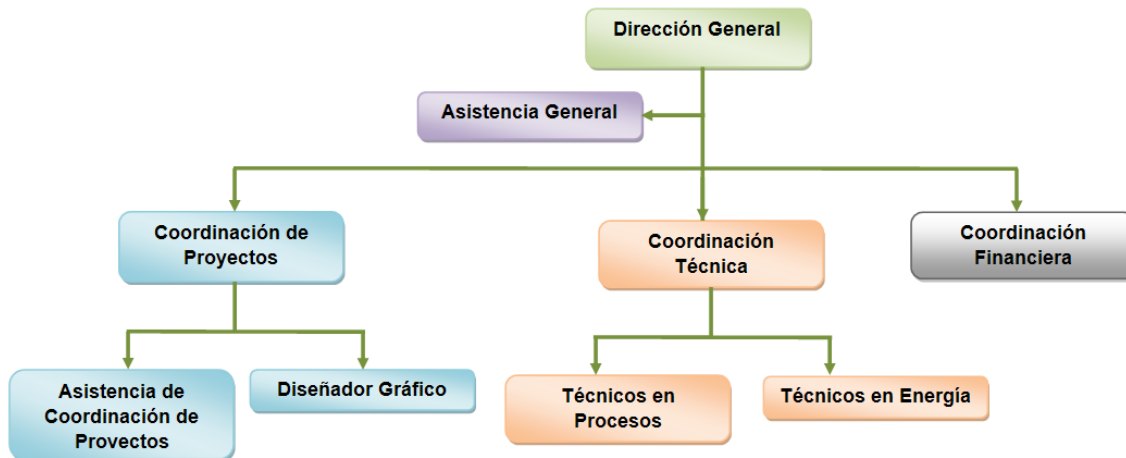 Dirección General
Asistencia General
Coordinación de
Proyectos
Coordinación
Técnica
Coordinación
Financiera
Asistencia de
Coordinación de
Proyectos
Diseñador Gráfico
Técnicos en
Procesos
Técnicos en Energía